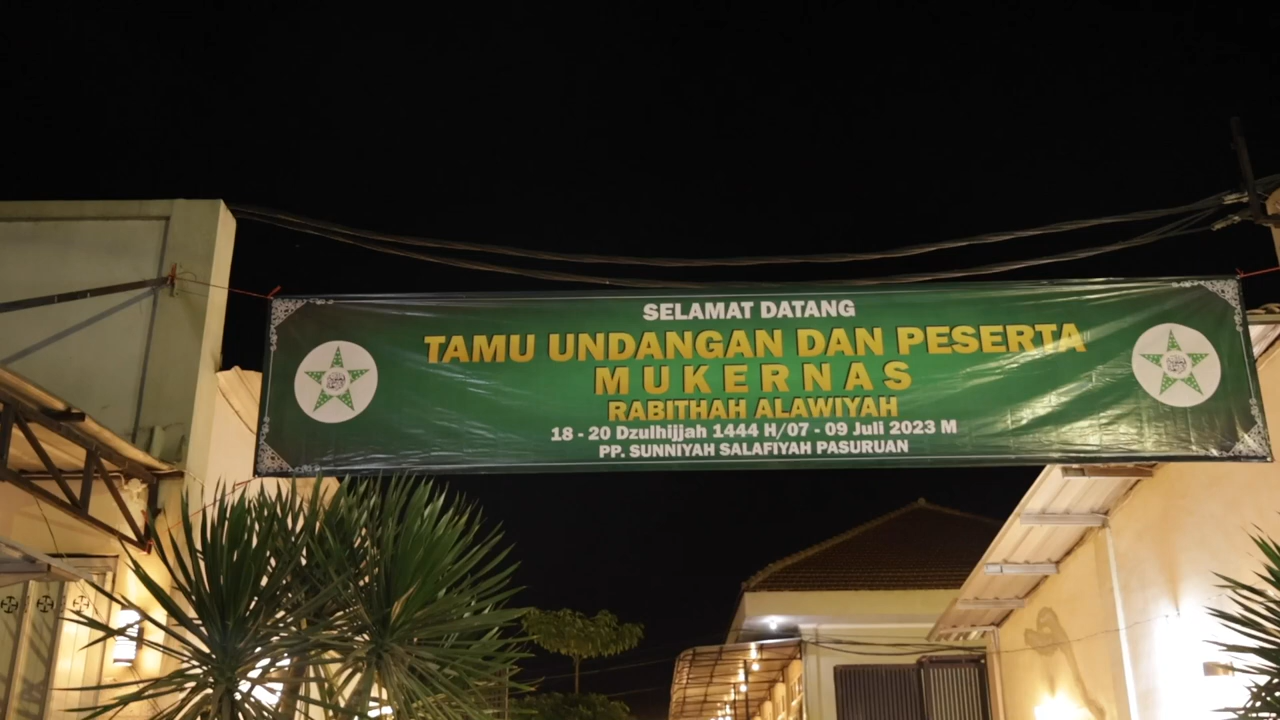 SELAMAT DATANG
TAMU UNDANGAN DAN PESERTA
MUKERNAS
RABITHAH ALAWIYAH
18 - 20 Dzulhijjah 1444 H/07 - 09 Juli 2023 M
PP. SUNNIYAH SALAFIYAH PASURUAN